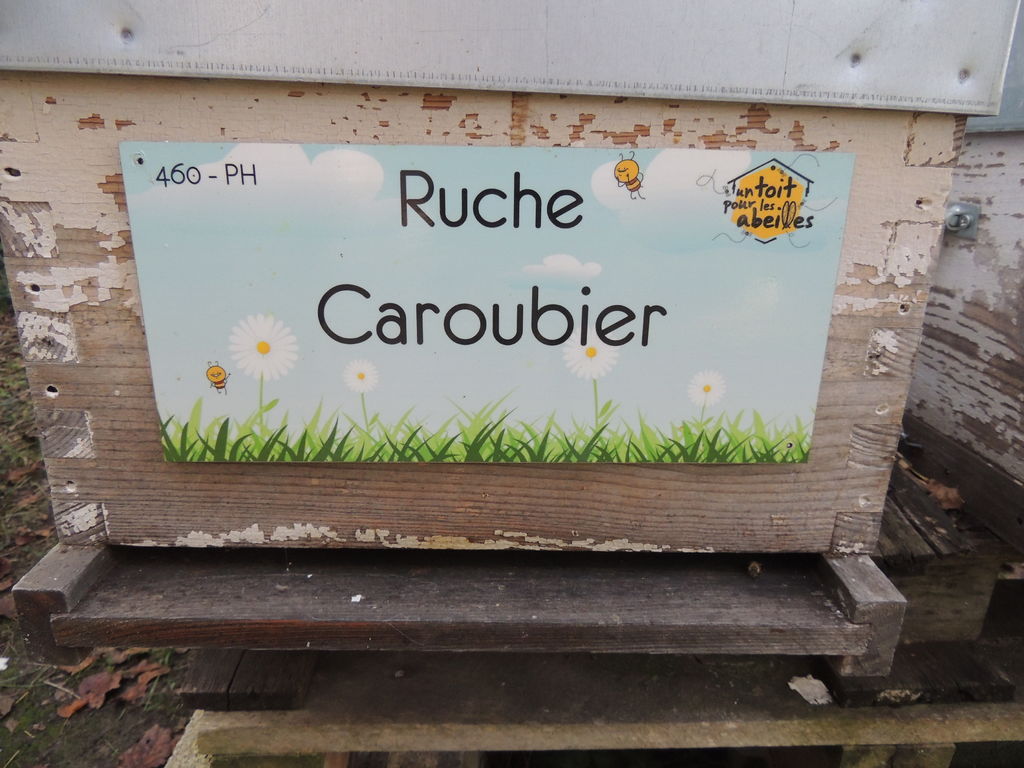 460 - PH
Ruche
Caroubier
un toit
pour les
abeilles